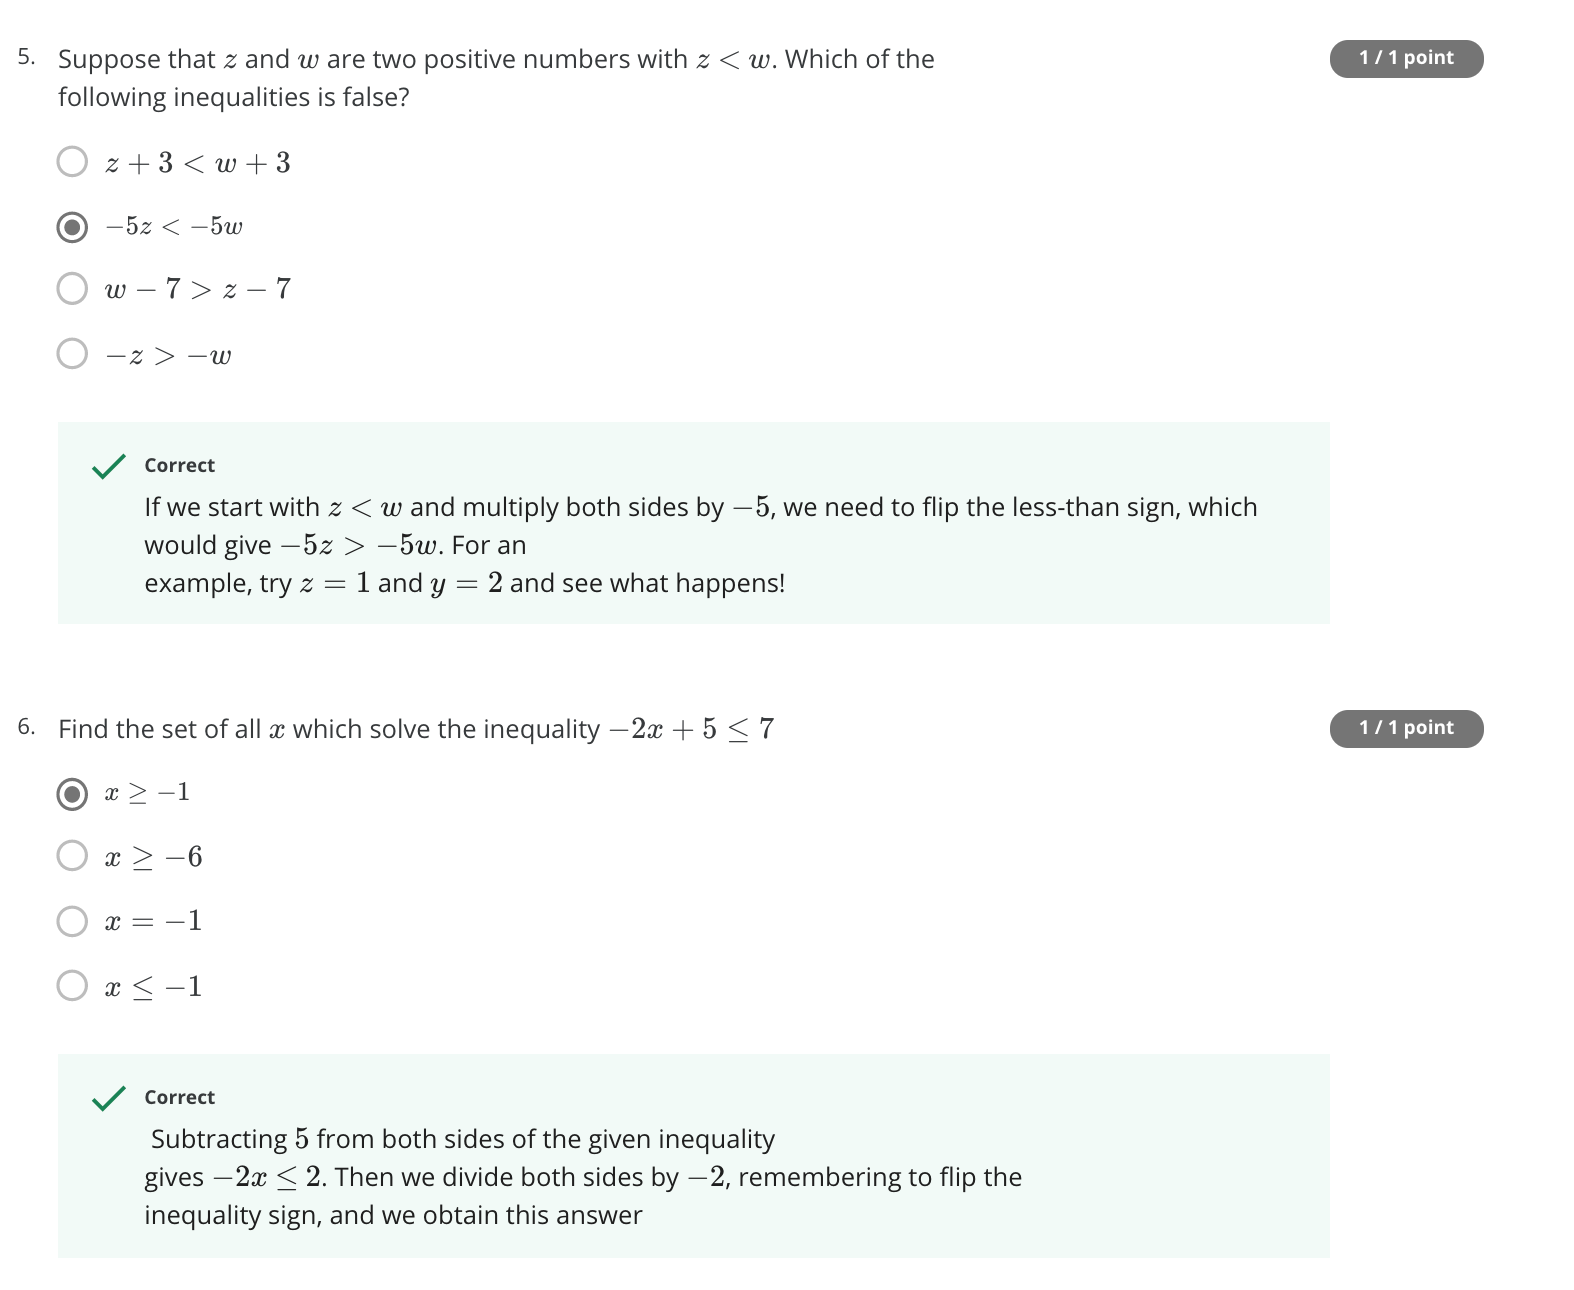 5. Suppose that z and w are two positive numbers with z < w. Which of the
following inequalities is false?
1 / 1 point
z + 3 < w + 3
−5z < −5w
w − 7 > z − 7
−z > −w
Correct
If we start with z < w and multiply both sides by −5, we need to flip the less-than sign, which
would give −5z > −5w. For an
example, try z = 1 and y = 2 and see what happens!
6. Find the set of all x which solve the inequality −2x + 5 ≤ 7
1 / 1 point
x ≥ −1
x ≥ −6
x = −1
x ≤ −1
Correct
Subtracting 5 from both sides of the given inequality
gives −2x ≤ 2. Then we divide both sides by −2, remembering to flip the
inequality sign, and we obtain this answer